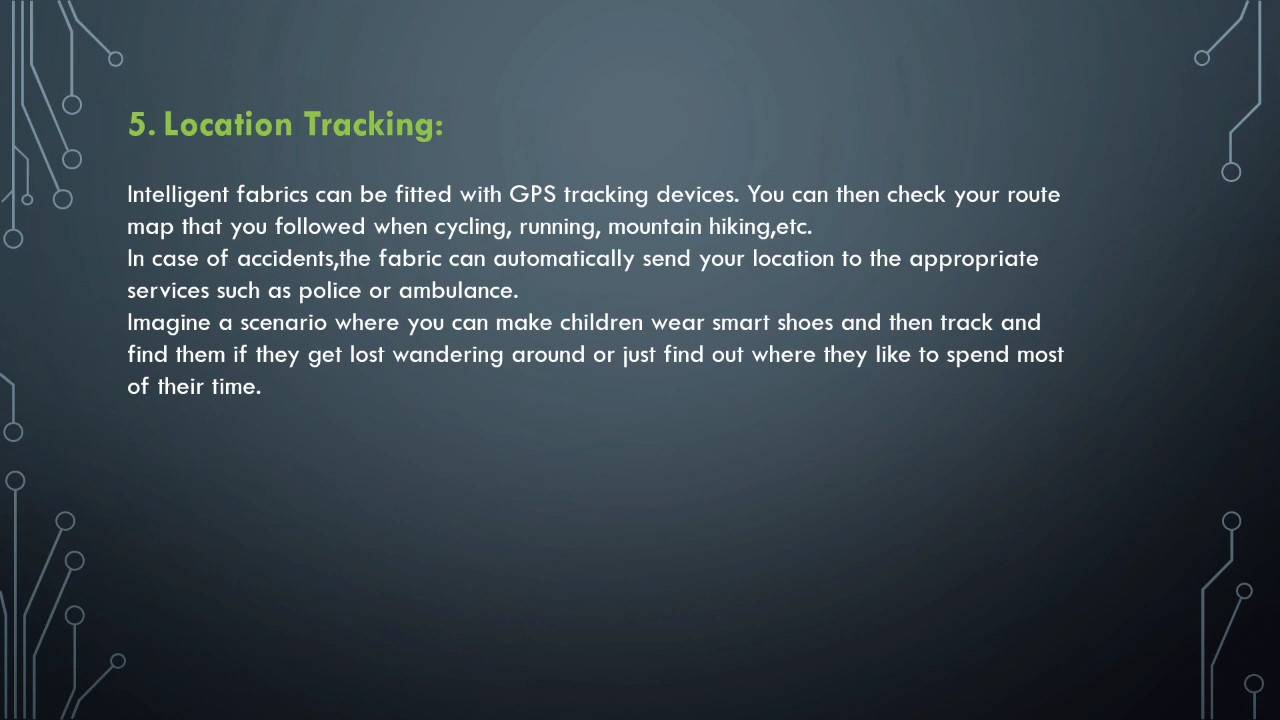 5. Location Tracking:
Intelligent fabrics can be fitted with GPS tracking devices. You can then check your route
map that you followed when cycling, running, mountain hiking,etc.
In case of accidents,the fabric can automatically send your location to the appropriate
services such as police or ambulance.
Imagine a scenario where you can make children wear smart shoes and then track and
find them if they get lost wandering around or just find out where they like to spend most
of their time.